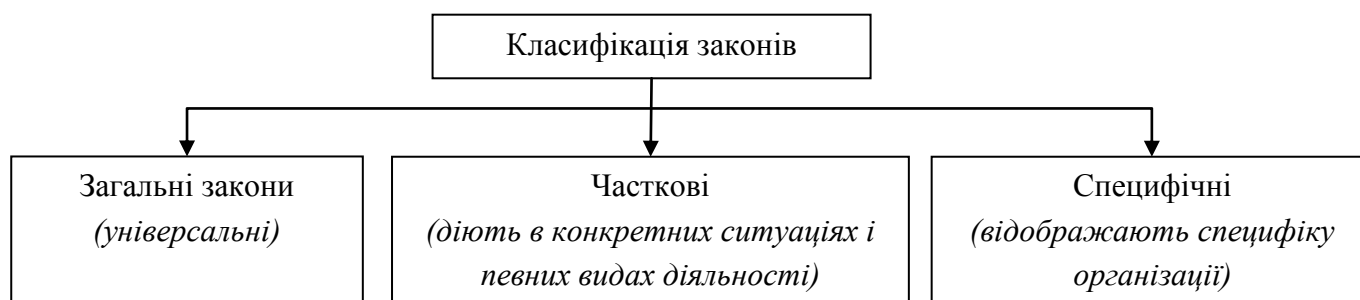 Класифікація законів
Загальні закони
(універсальні)
Часткові
(діють в конкретних ситуаціях і
певних видах діяльності)
Специфічні
(відображають специфіку
організації)